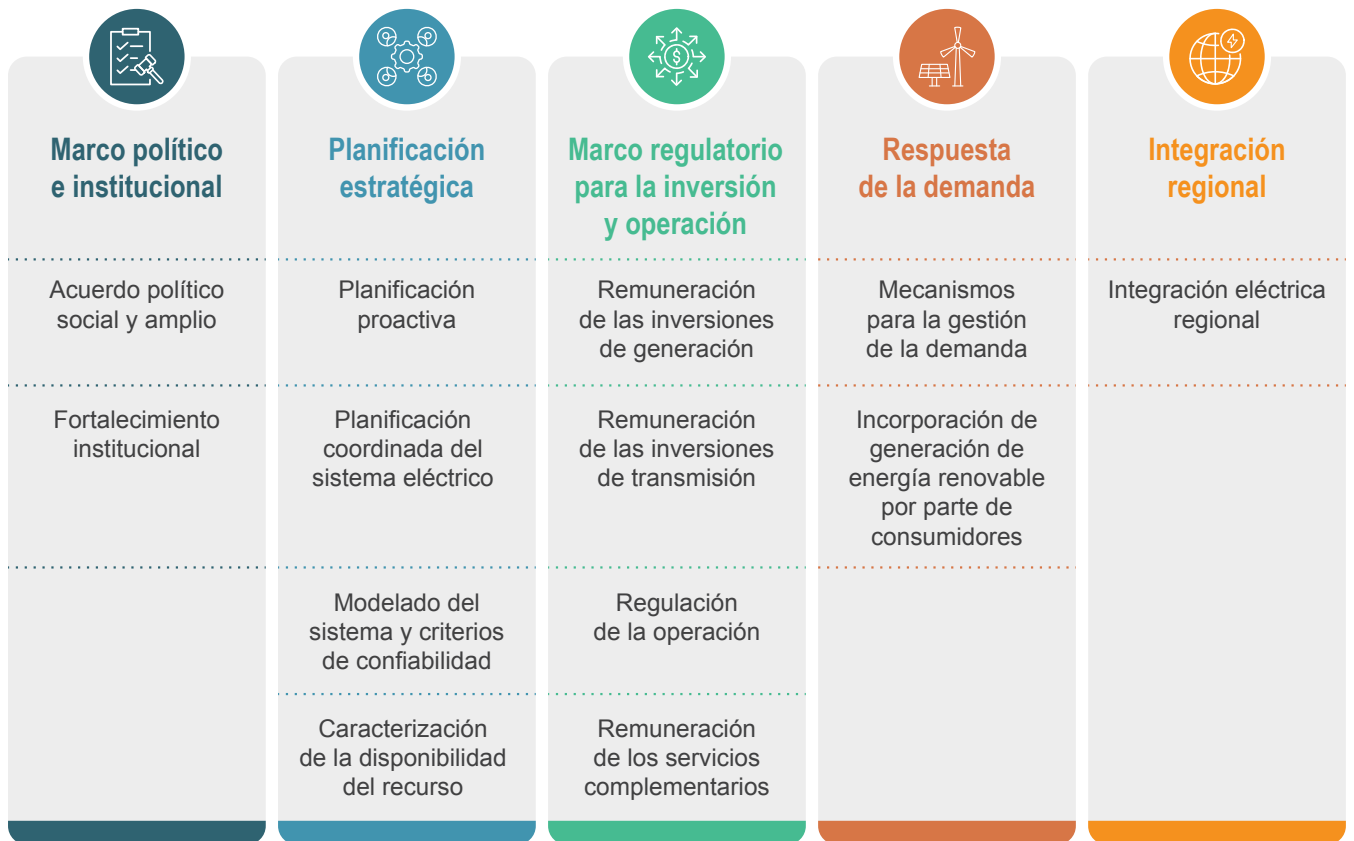 Marco político
e institucional
Acuerdo político
social y amplio
Fortalecimiento
institucional
Planificación
estratégica
Planificación
proactiva
Planificación
coordinada del
sistema eléctrico
Modelado del
sistema y criterios
de confiabilidad
Caracterización
de la disponibilidad
del recurso
Marco regulatorio
para la inversión
y operación
Remuneración
de las inversiones
de generación
Remuneración
de las inversiones
de transmisión
Regulación
de la operación
Remuneración
de los servicios
complementarios
Respuesta
de la demanda
Mecanismos
para la gestión
de la demanda
Incorporación de
generación de
energía renovable
por parte de
consumidores
Integración
regional
Integración eléctrica
regional